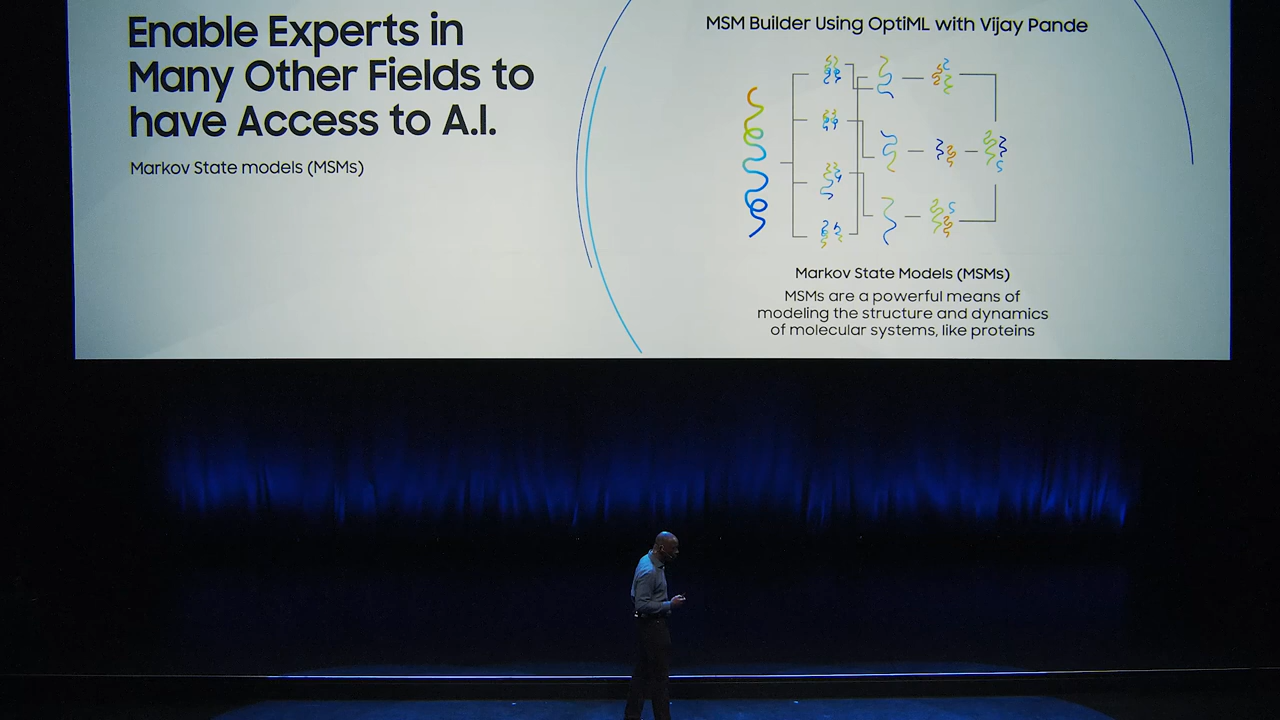 Enable Experts in
Many Other Fields to
have Access to A.I.
Markov State models (MSMs)
MSM Builder Using OptiML with Vijay Pande
Markov State Models (MSMs)
MSMs are a powerful means of
modeling the structure and dynamics
of molecular systems, like proteins